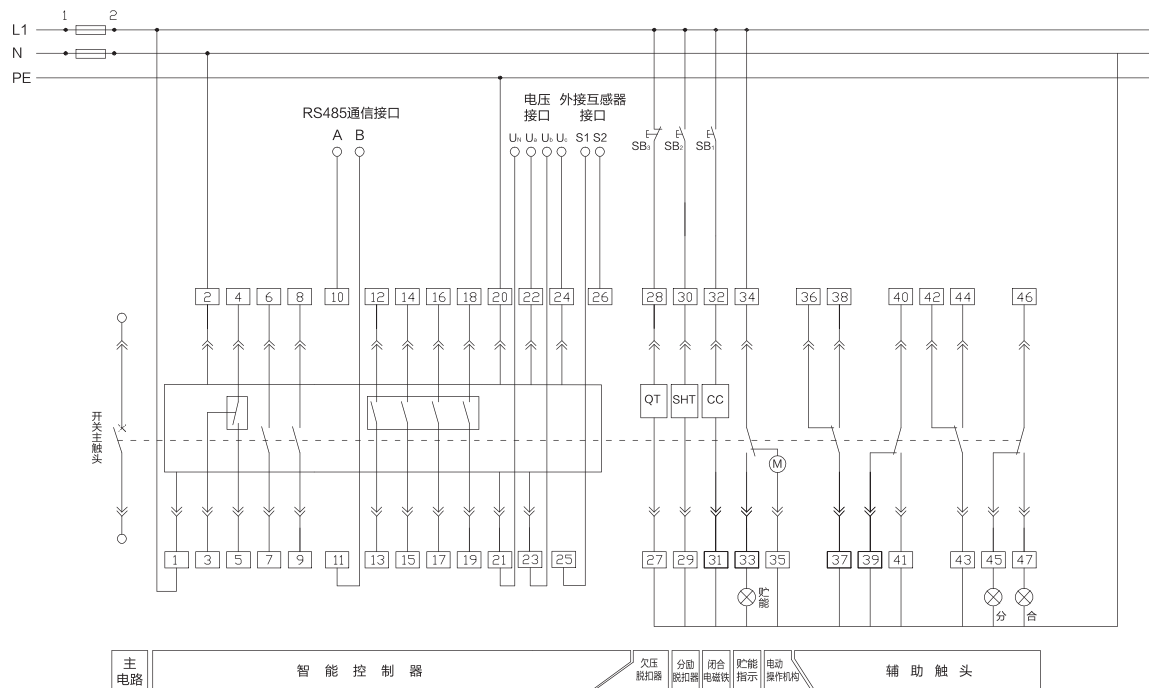 1 2
L1
N
PE
RS485通信接口
A B
电压接口 外接互感器接口
Uₙ Uₐ U_b U_c S1 S2
SB₃ SB₂ SB₁
2 4 6 8 10 12 14 16 18 20 22 24 26 28 30 32 34 36 38 40 42 44 46
开关主触头
QT SHT CC
M
1 3 5 7 9 11 13 15 17 19 21 23 25 27 29 31 33 35 37 39 41 43 45 47
贮能
分 合
主电路
智能控制器
欠压脱扣器
分励脱扣器
闭合电磁铁
贮能指示
电动操作机构
辅助触头